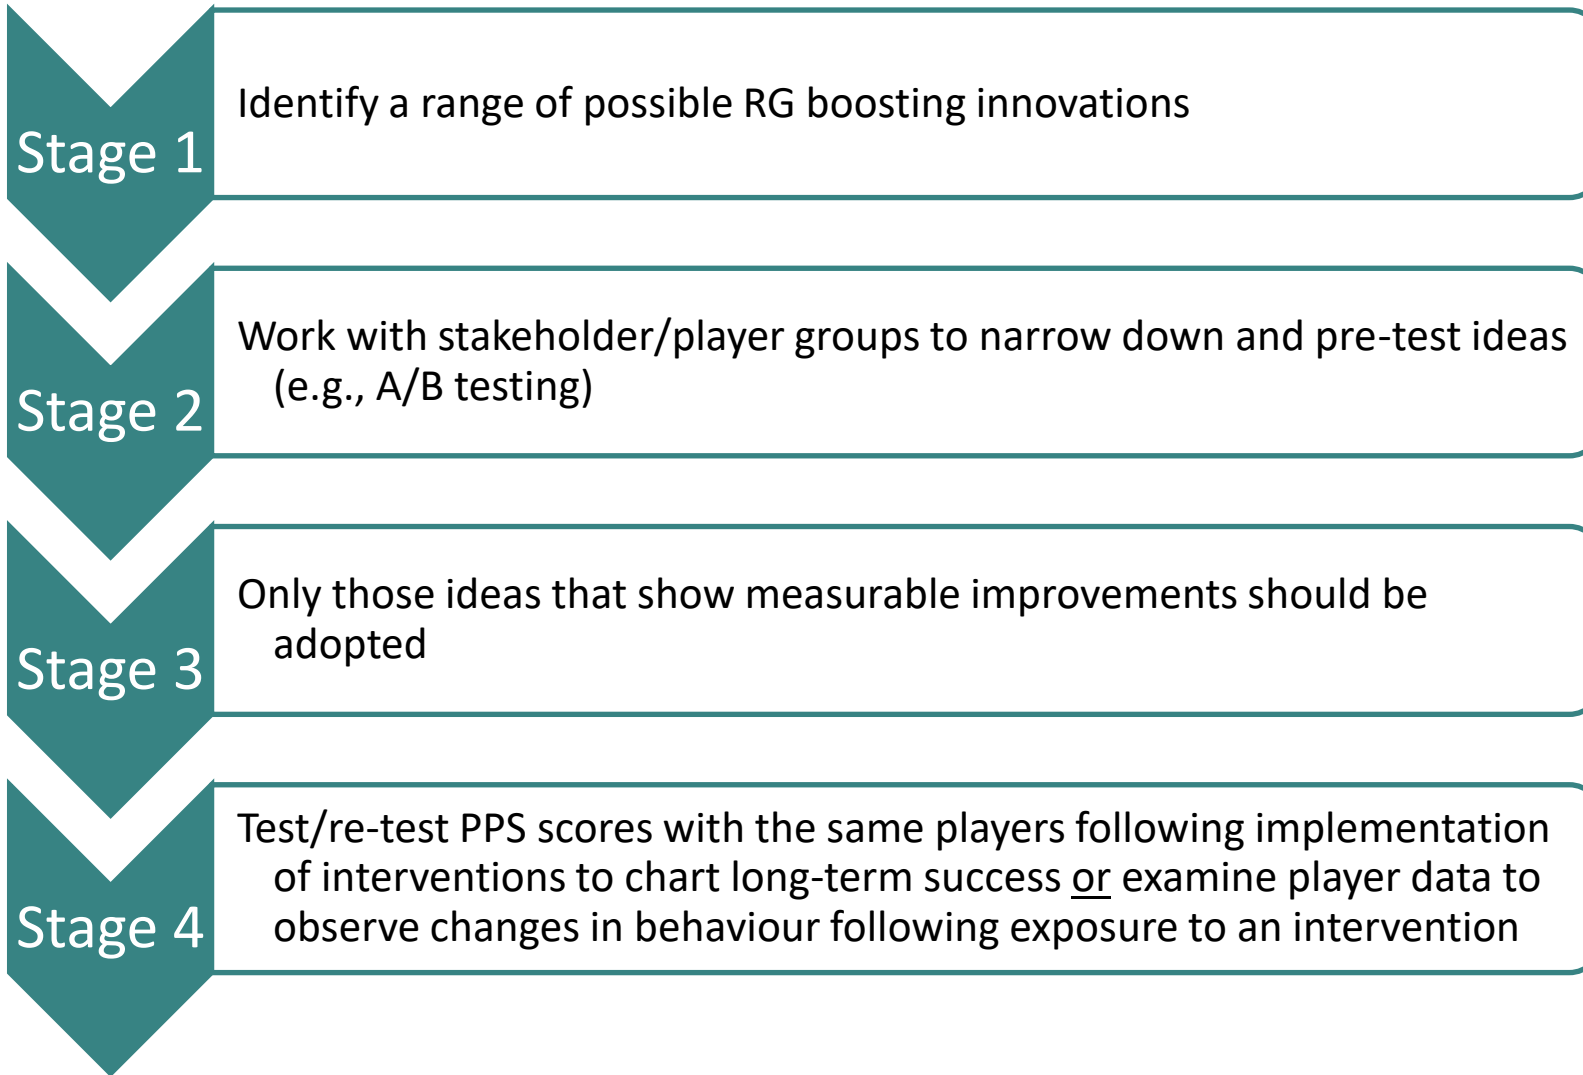 Stage 1
Identify a range of possible RG boosting innovations
Stage 2
Work with stakeholder/player groups to narrow down and pre-test ideas
(e.g., A/B testing)
Stage 3
Only those ideas that show measurable improvements should be
adopted
Stage 4
Test/re-test PPS scores with the same players following implementation
of interventions to chart long-term success or examine player data to
observe changes in behaviour following exposure to an intervention